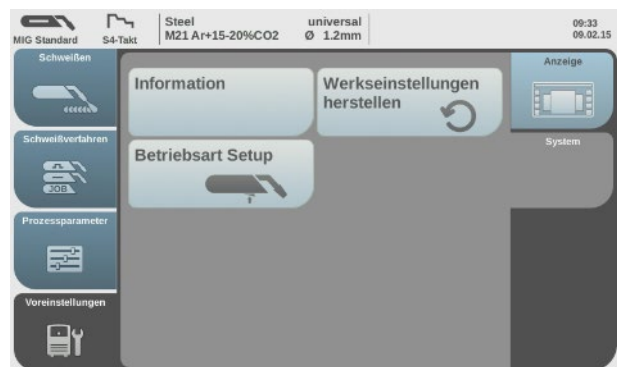 MIG Standard
S4-Takt
Steel universal
M21 Ar+15-20%CO2 Ø 1.2mm
09:33
09.02.15
Schweißen
Information
Werkseinstellungen
herstellen
Anzeige
Schweißverfahren
JOB
Betriebsart Setup
System
Prozessparameter
Voreinstellungen